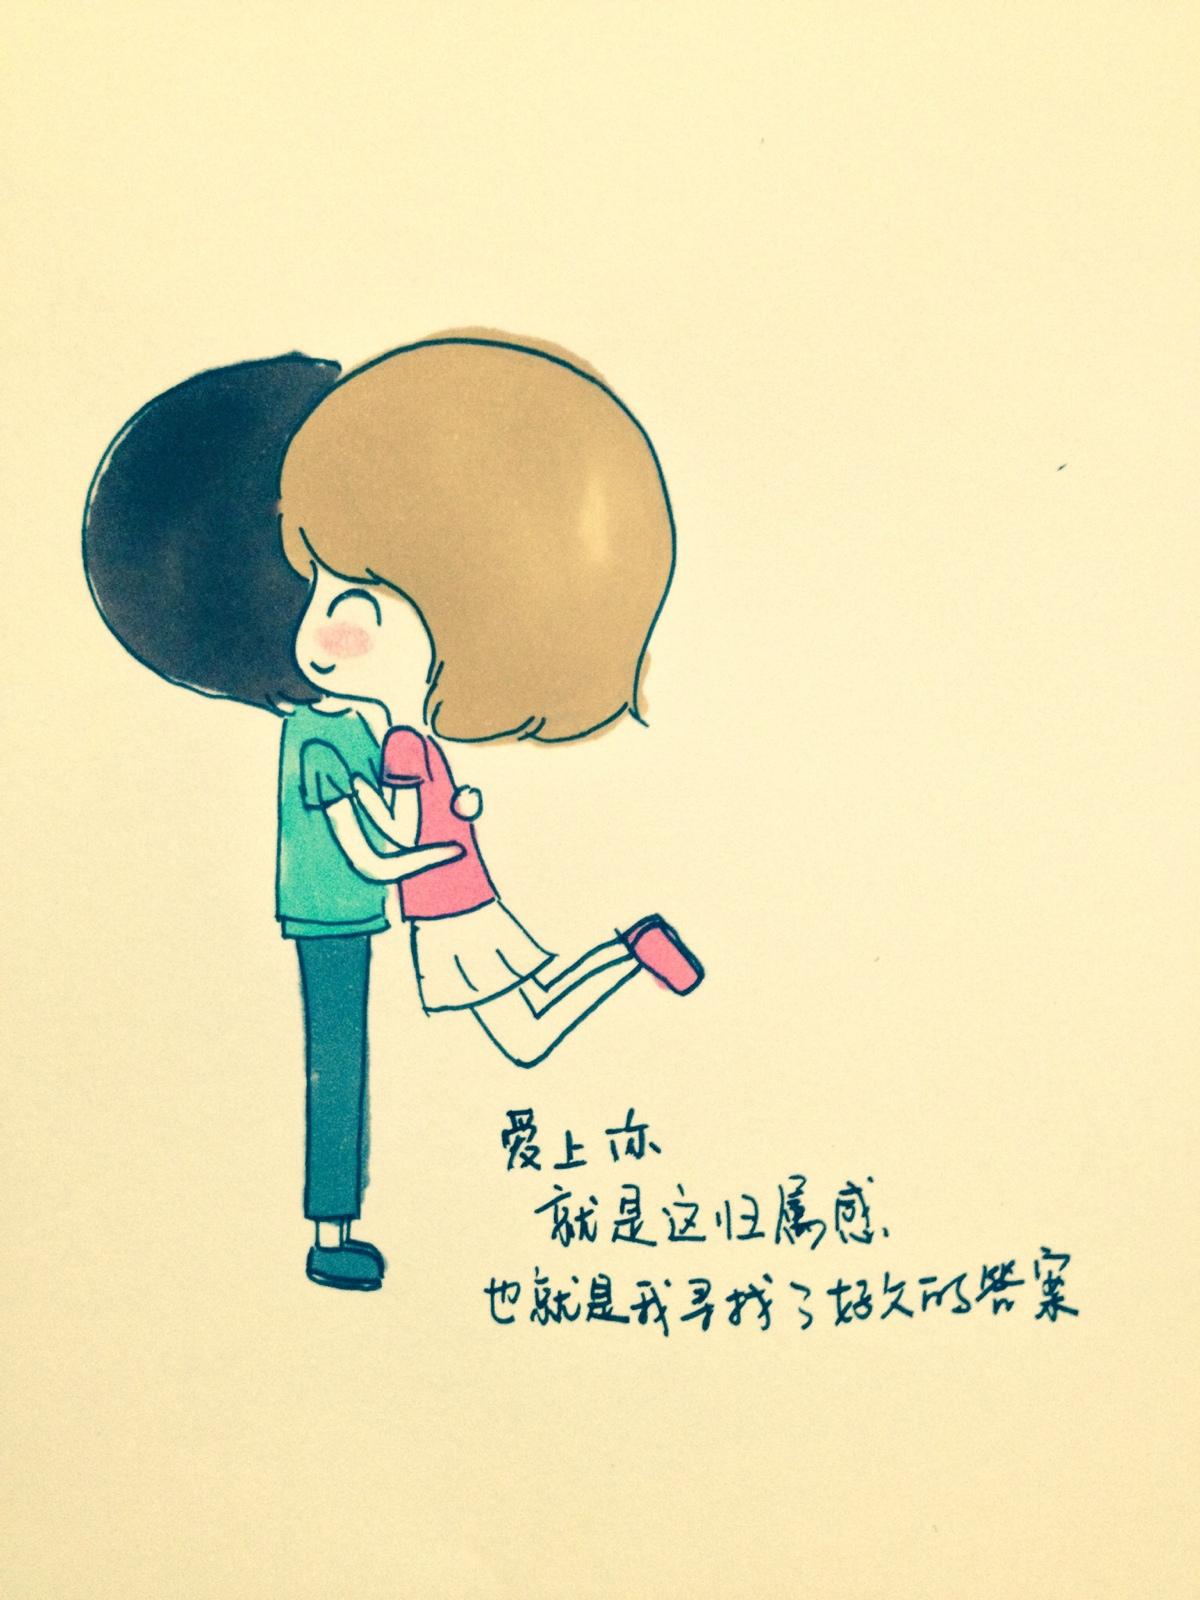 爱上你
就是这归属感
也就是我寻找了好久的答案